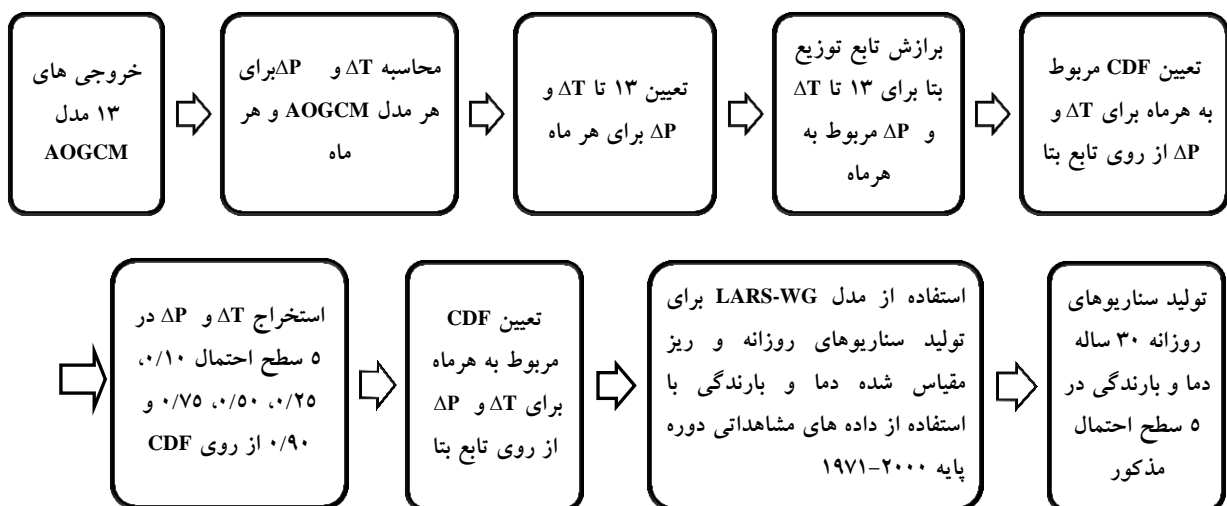 خروجی های
۱۳ مدل
AOGCM
محاسبه ΔT و ΔPبرای
هر مدل AOGCM و هر
ماه
تعیین ۱۳ تا ΔT و
ΔP برای هر ماه
برازش تابع توزیع
بتا برای ۱۳ تا ΔT
و ΔP مربوط به
هرماه
تعیین CDF مربوط
به هرماه برای ΔT و
ΔP از روی تابع بتا
استخراج ΔT و ΔP در
۵ سطح احتمال ۰/۱۰،
۰/۲۵، ۰/۵۰، ۰/۷۵ و
۰/۹۰ از روی CDF
تعیین CDF
مربوط به هرماه
برای ΔT و ΔP
از روی تابع بتا
استفاده از مدل LARS-WG برای
تولید سناریوهای روزانه و ریز
مقیاس شده دما و بارندگی با
استفاده از داده های مشاهداتی دوره
پایه ۲۰۰۰-۱۹۷۱
تولید سناریوهای
روزانه ۳۰ ساله
دما و بارندگی در
۵ سطح احتمال
مذکور